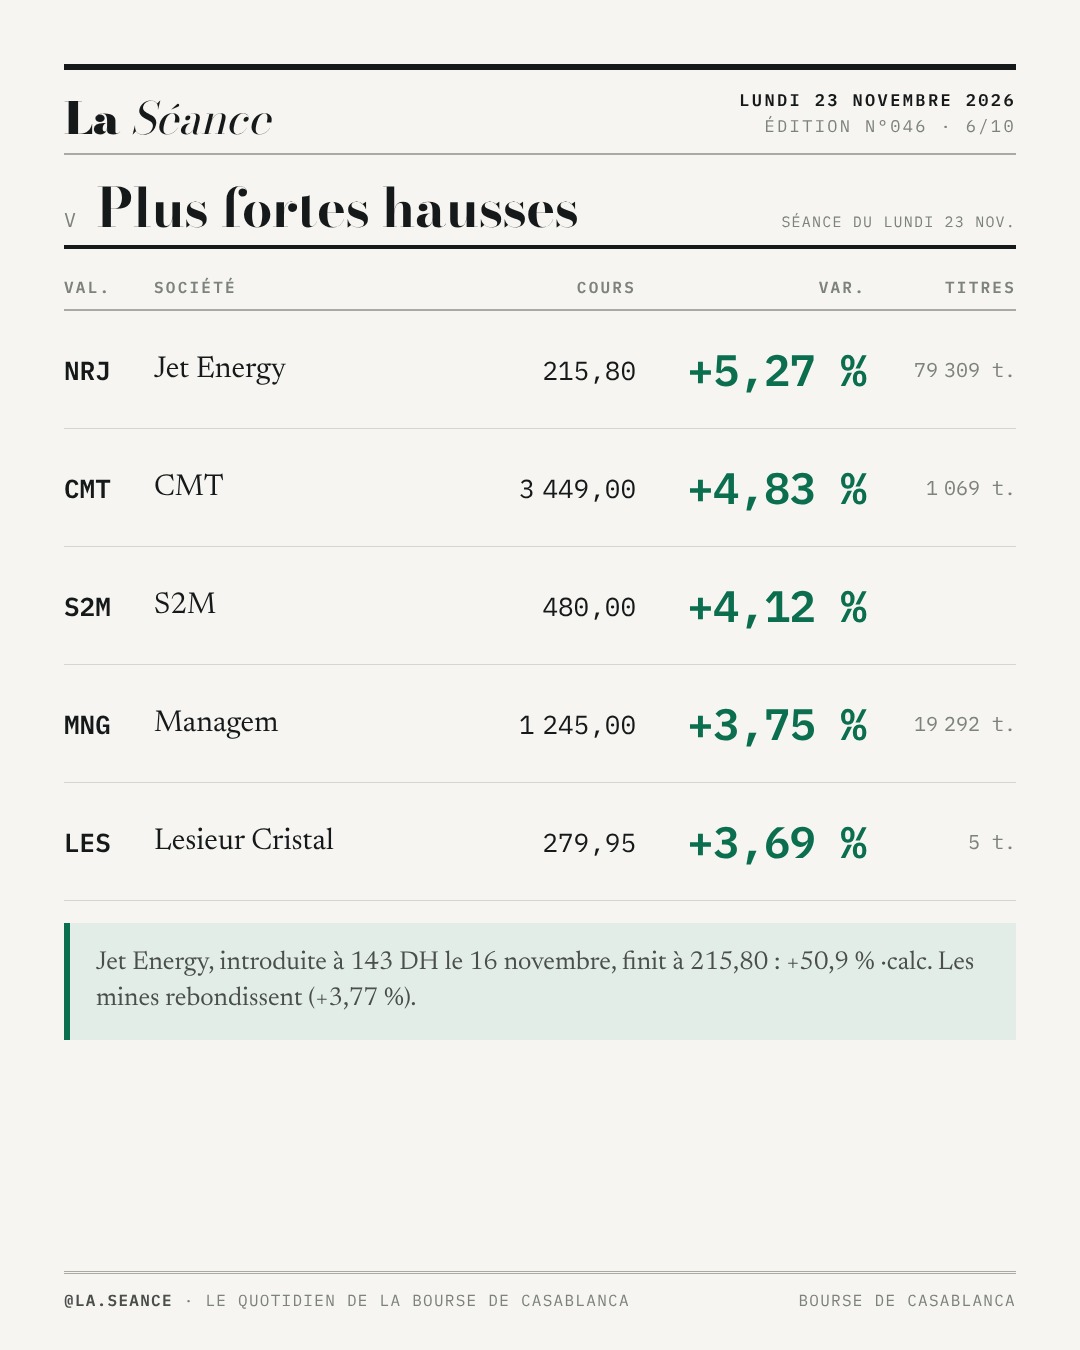 La Séance
LUNDI 23 NOVEMBRE 2026
ÉDITION N°046 · 6/10
V Plus fortes hausses
SÉANCE DU LUNDI 23 NOV.
VAL. SOCIÉTÉ COURS VAR. TITRES
NRJ Jet Energy 215,80 +5,27 % 79 309 t.
CMT CMT 3 449,00 +4,83 % 1 069 t.
S2M S2M 480,00 +4,12 %
MNG Managem 1 245,00 +3,75 % 19 292 t.
LES Lesieur Cristal 279,95 +3,69 % 5 t.
Jet Energy, introduite à 143 DH le 16 novembre, finit à 215,80 : +50,9 % ·calc. Les
mines rebondissent (+3,77 %).
@LA.SEANCE · LE QUOTIDIEN DE LA BOURSE DE CASABLANCA
BOURSE DE CASABLANCA